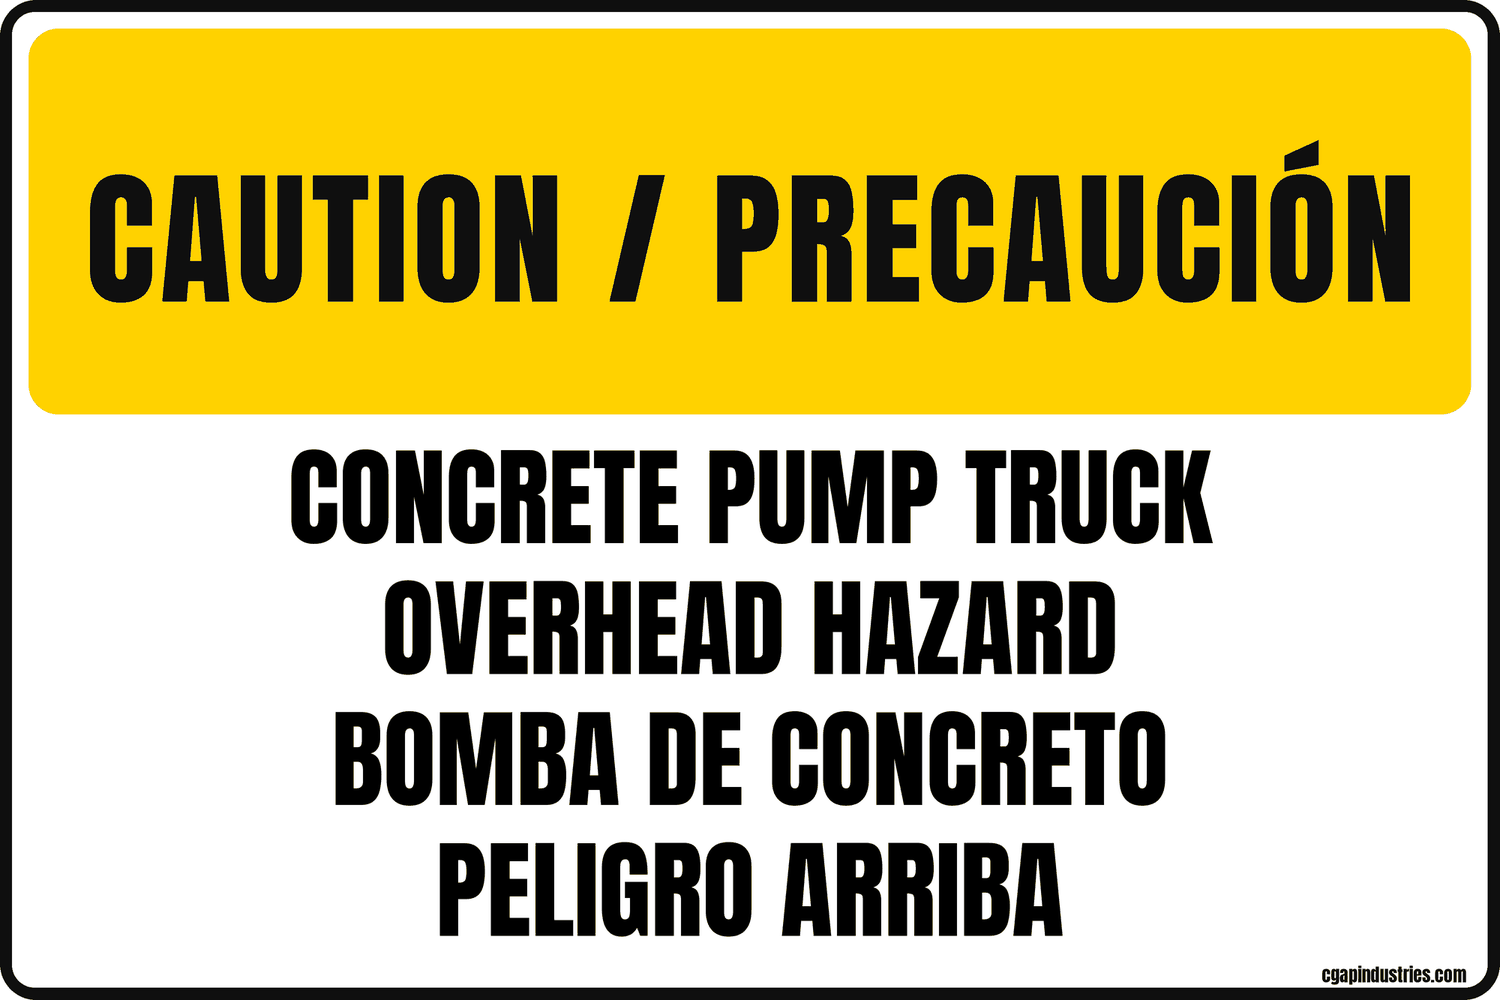 CAUTION / PRECAUCIÓN
CONCRETE PUMP TRUCK
OVERHEAD HAZARD
BOMBA DE CONCRETO
PELIGRO ARRIBA
cgapindustries.com